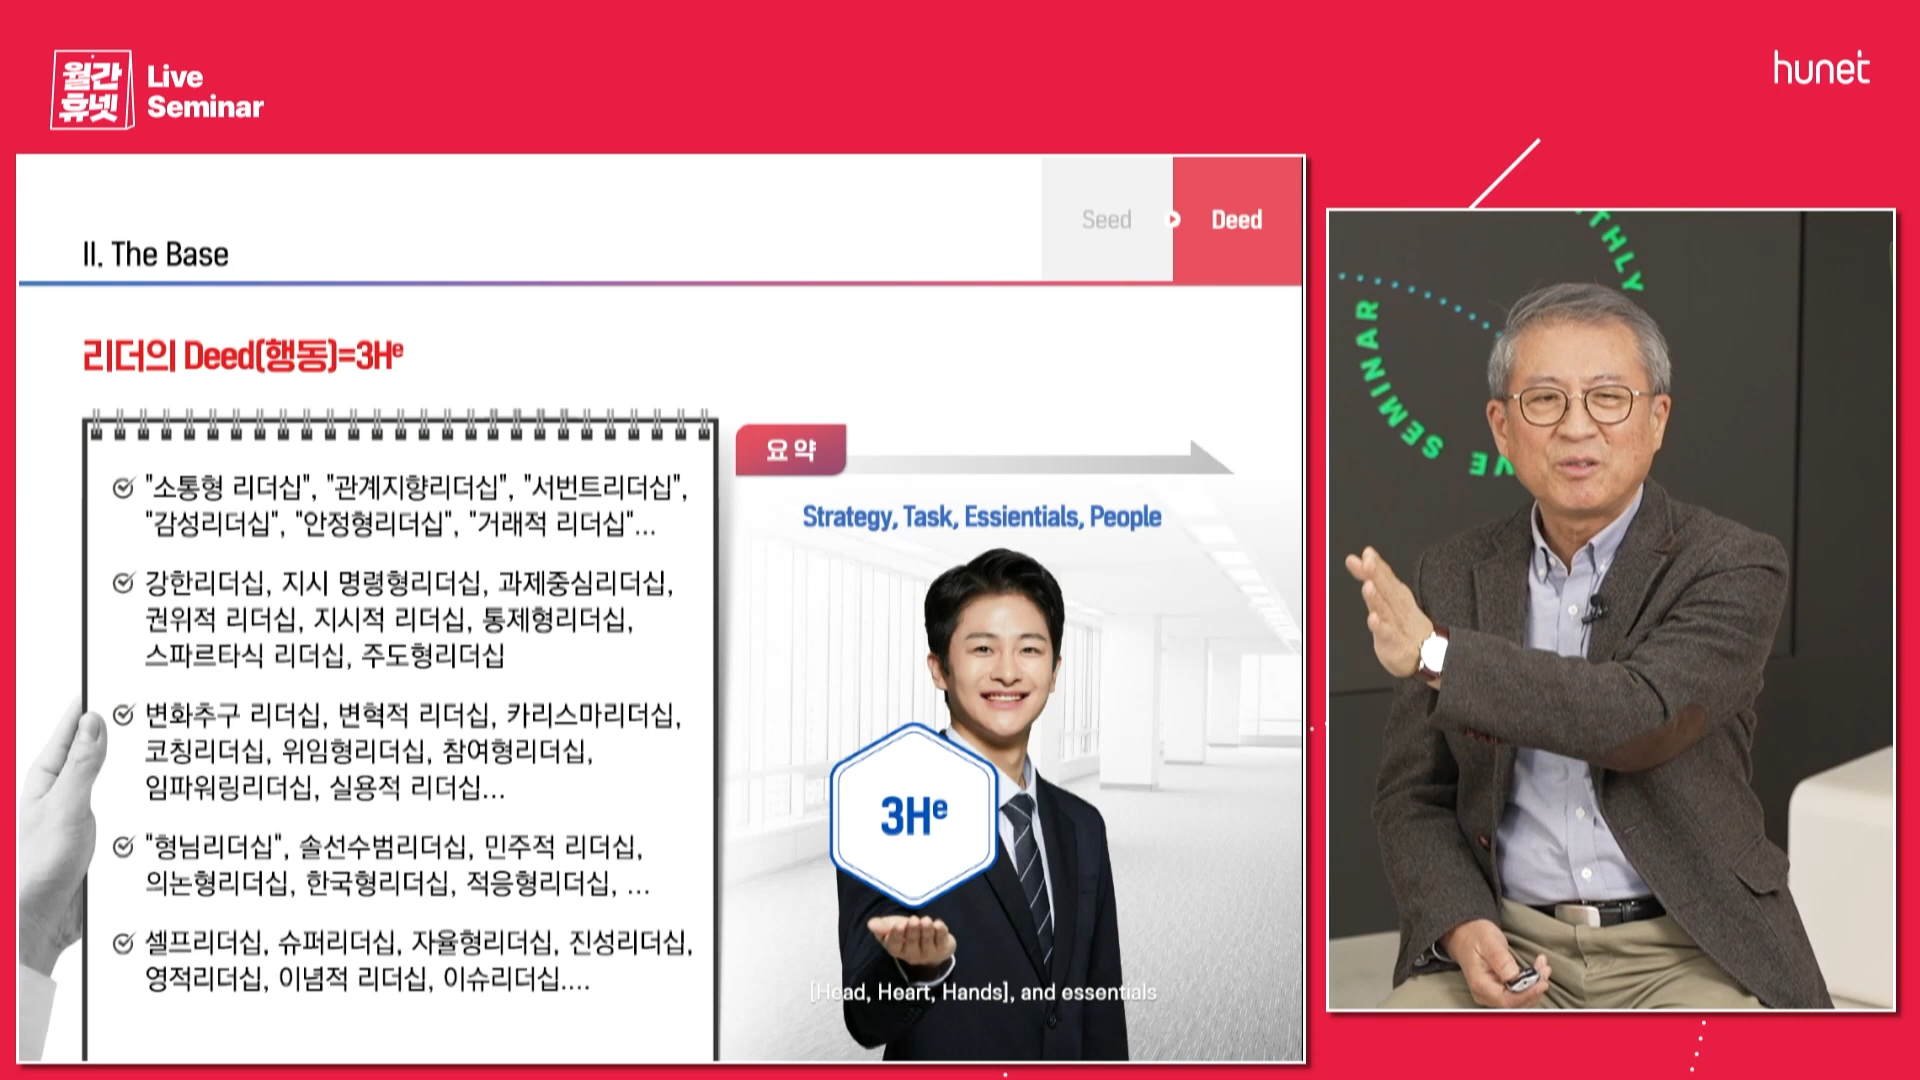 월간
휴넷
Live
Seminar
hunet
Seed
Deed
II. The Base
리더의 Deed(행동)=3Hᵉ
"소통형 리더십", "관계지향리더십", "서번트리더십",
"감성리더십", "안정형리더십", "거래적 리더십"...
강한리더십, 지시 명령형리더십, 과제중심리더십,
권위적 리더십, 지시적 리더십, 통제형리더십,
스파르타식 리더십, 주도형리더십
변화추구 리더십, 변혁적 리더십, 카리스마리더십,
코칭리더십, 위임형리더십, 참여형리더십,
임파워링리더십, 실용적 리더십...
"형님리더십", 솔선수범리더십, 민주적 리더십,
의논형리더십, 한국형리더십, 적응형리더십, ...
셀프리더십, 슈퍼리더십, 자율형리더십, 진성리더십,
영적리더십, 이념적 리더십, 이슈리더십....
요약
Strategy, Task, Essientials, People
3Hᵉ
[Head, Heart, Hands], and essentials
THLY
SEMINAR